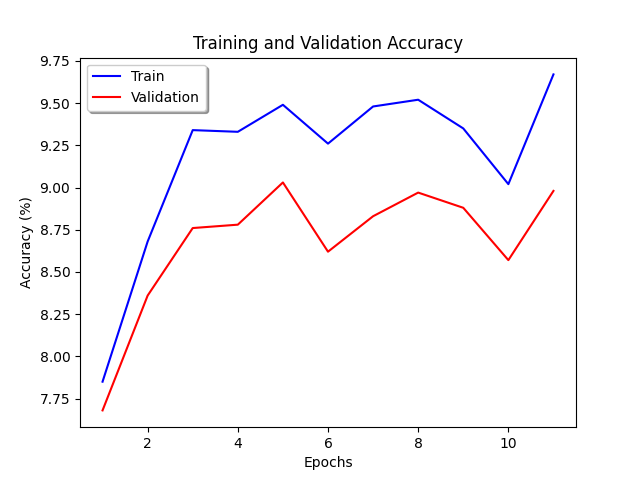 Training and Validation Accuracy
Train
Validation
Accuracy (%)
9.75
9.50
9.25
9.00
8.75
8.50
8.25
8.00
7.75
2 4 6 8 10
Epochs